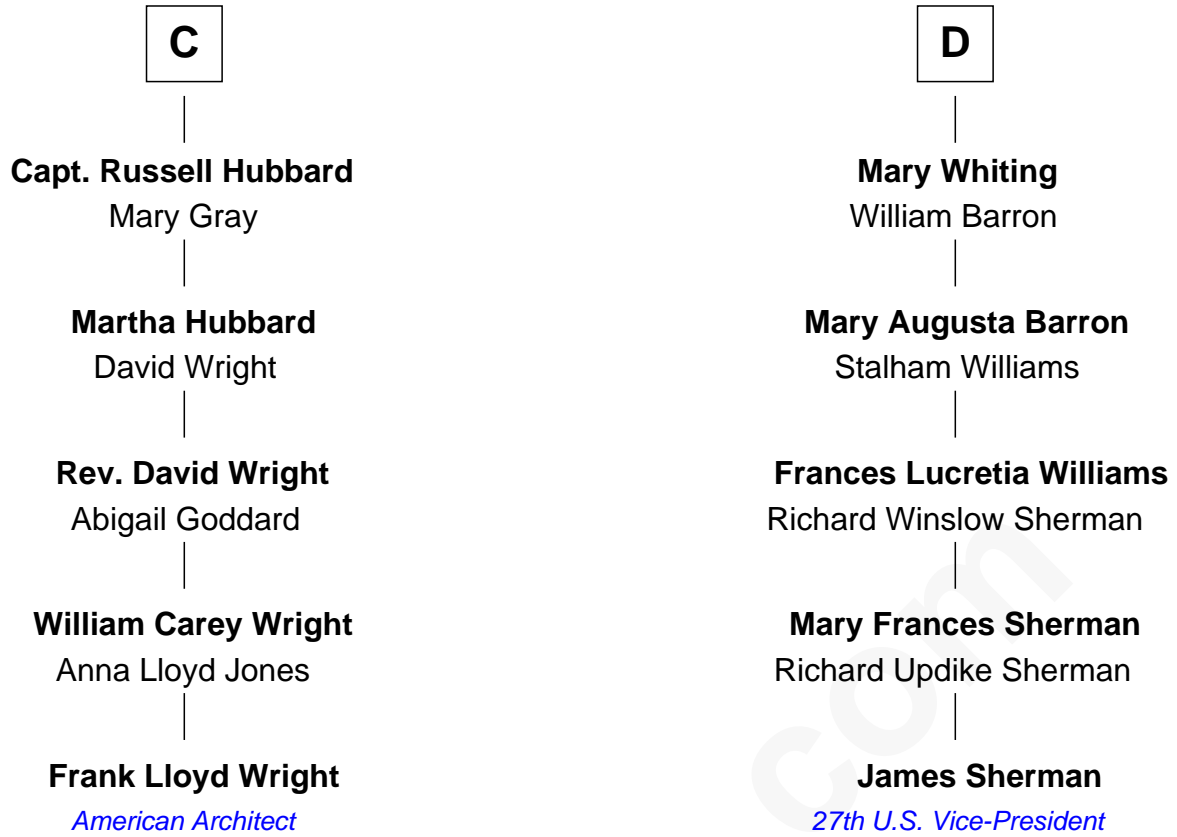 C
Capt. Russell Hubbard
Mary Gray
Martha Hubbard
David Wright
Rev. David Wright
Abigail Goddard
William Carey Wright
Anna Lloyd Jones
Frank Lloyd Wright
American Architect
D
Mary Whiting
William Barron
Mary Augusta Barron
Stalham Williams
Frances Lucretia Williams
Richard Winslow Sherman
Mary Frances Sherman
Richard Updike Sherman
James Sherman
27th U.S. Vice-President
com